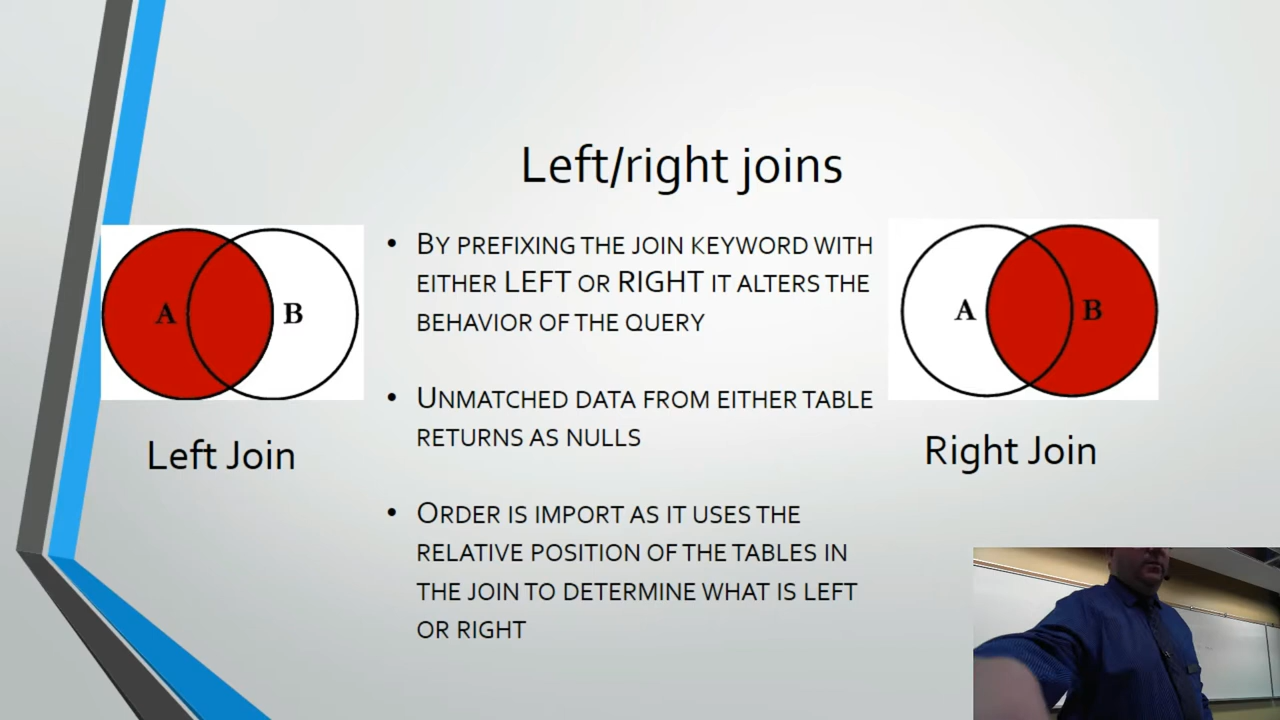 Left/right joins
A B
Left Join
• BY PREFIXING THE JOIN KEYWORD WITH
EITHER LEFT OR RIGHT IT ALTERS THE
BEHAVIOR OF THE QUERY
• UNMATCHED DATA FROM EITHER TABLE
RETURNS AS NULLS
• ORDER IS IMPORT AS IT USES THE
RELATIVE POSITION OF THE TABLES IN
THE JOIN TO DETERMINE WHAT IS LEFT
OR RIGHT
A B
Right Join